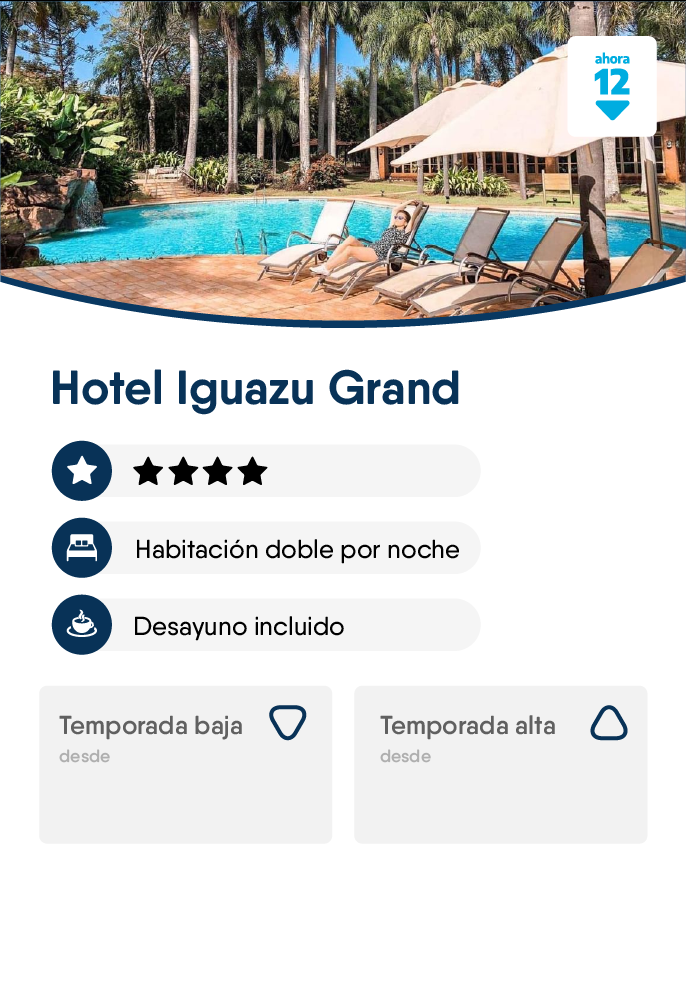 ahora
12
Hotel Iguazu Grand
Habitación doble por noche
Desayuno incluido
Temporada baja
desde
Temporada alta
desde